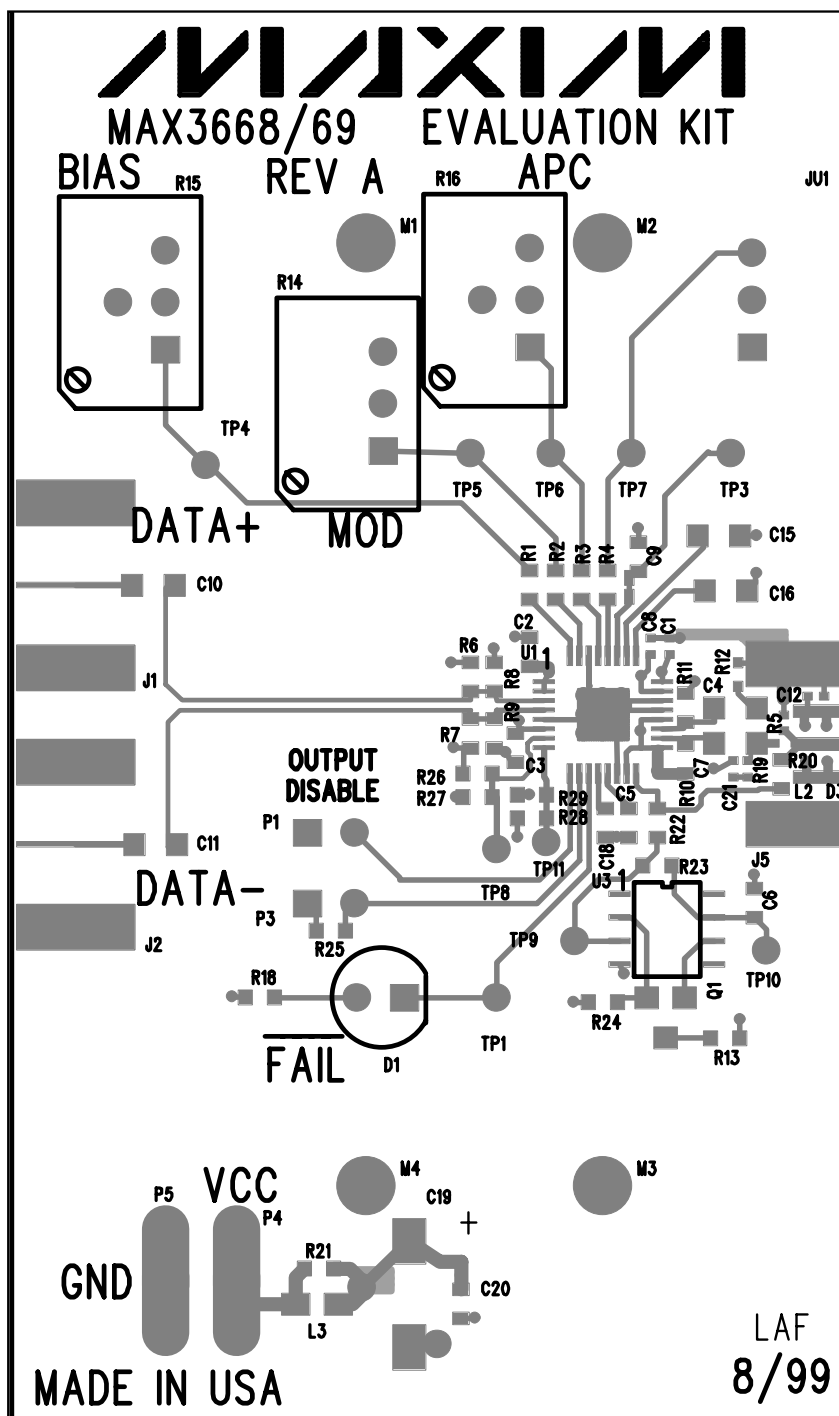 MAXIM
MAX3668/69 EVALUATION KIT
BIAS R15 REV A R16 APC JU1
M1 M2
R14
TP4
TP5 TP6 TP7 TP3
DATA+ MOD
R1 R2 R3 R4 C9 C15
C10 C16
C2 C8 C1
U1 1
R6 R8 R11 C4 R12 C12
J1
R9 R5
R7 C3 C7 R19 R20
OUTPUT
DISABLE
R26
R27 R29 C5 R10 C21 L2 D3
R28
P1 R22
C11 TP11 C18 J5
DATA- TP8 U3 1 R23
P3 C6
J2 R25 TP9
TP10
R18 Q1
R24
FAIL D1 TP1 R13
M4 M3
P5 VCC P4 C19 +
R21
GND C20
L3
LAF
MADE IN USA 8/99